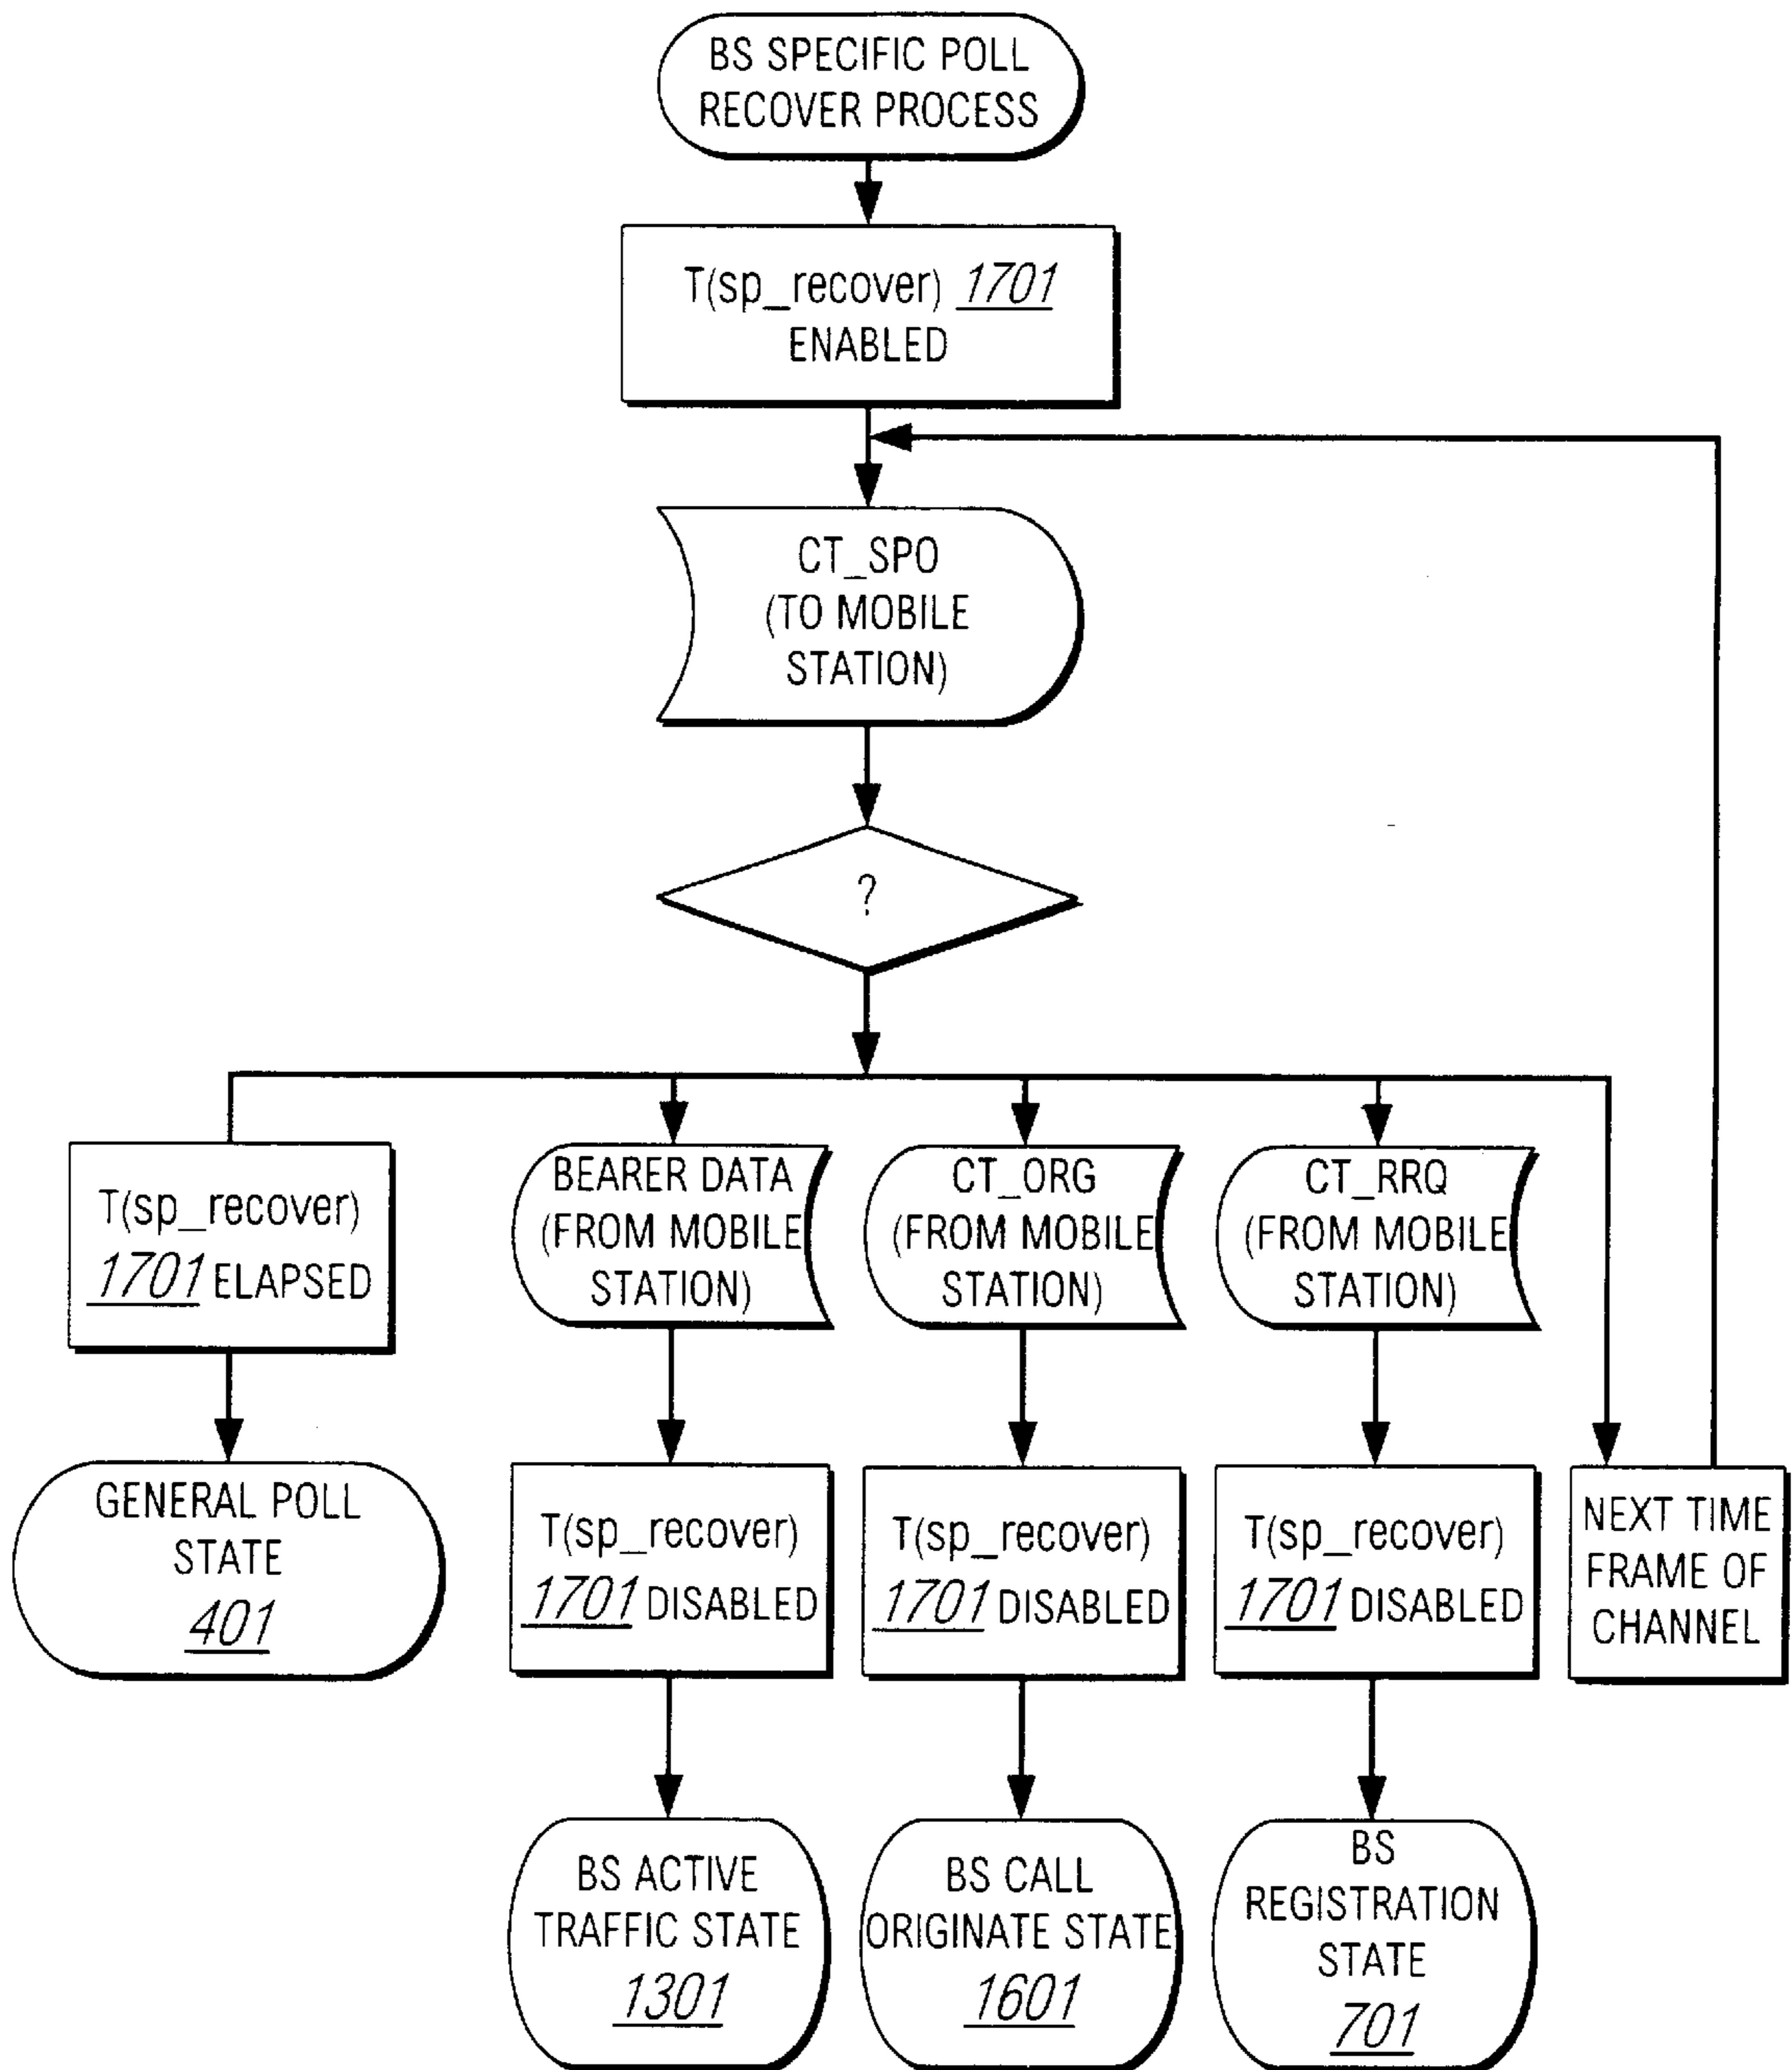 BS SPECIFIC POLL
RECOVER PROCESS
T(sp_recover) 1701
ENABLED
CT_SPO
(TO MOBILE
STATION)
?
T(sp_recover)
1701 ELAPSED
BEARER DATA
(FROM MOBILE
STATION)
CT_ORG
(FROM MOBILE
STATION)
CT_RRQ
(FROM MOBILE
STATION)
GENERAL POLL
STATE
401
T(sp_recover)
1701 DISABLED
T(sp_recover)
1701 DISABLED
T(sp_recover)
1701 DISABLED
NEXT TIME
FRAME OF
CHANNEL
BS ACTIVE
TRAFFIC STATE
1301
BS CALL
ORIGINATE STATE
1601
BS
REGISTRATION
STATE
701